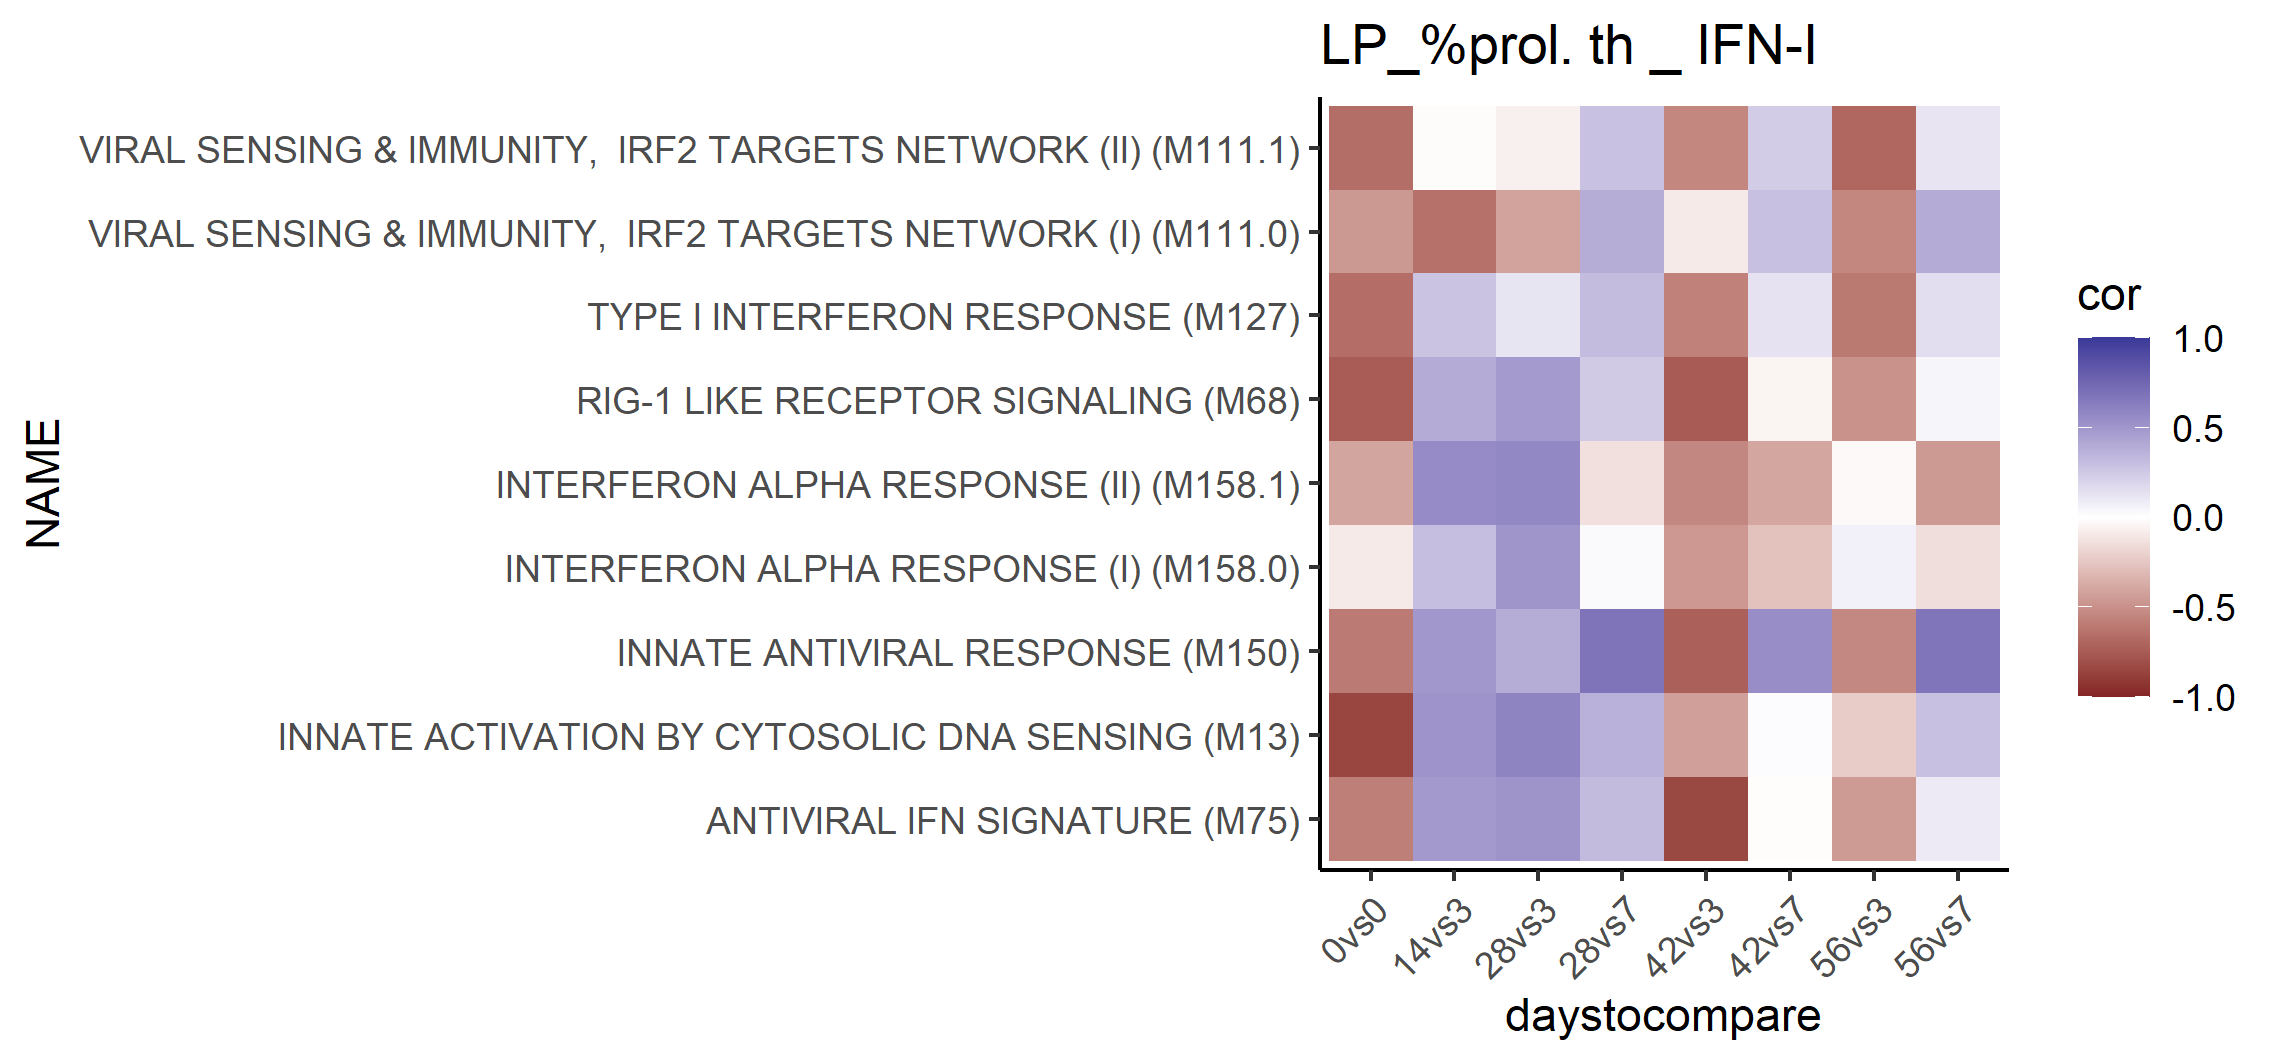 LP_%prol. th _ IFN-I
VIRAL SENSING & IMMUNITY,  IRF2 TARGETS NETWORK (II) (M111.1)
VIRAL SENSING & IMMUNITY,  IRF2 TARGETS NETWORK (I) (M111.0)
TYPE I INTERFERON RESPONSE (M127)
RIG-1 LIKE RECEPTOR SIGNALING (M68)
INTERFERON ALPHA RESPONSE (II) (M158.1)
INTERFERON ALPHA RESPONSE (I) (M158.0)
INNATE ANTIVIRAL RESPONSE (M150)
INNATE ACTIVATION BY CYTOSOLIC DNA SENSING (M13)
ANTIVIRAL IFN SIGNATURE (M75)
NAME
0vs0
14vs3
28vs3
28vs7
42vs3
42vs7
56vs3
56vs7
daystocompare
cor
1.0
0.5
0.0
-0.5
-1.0